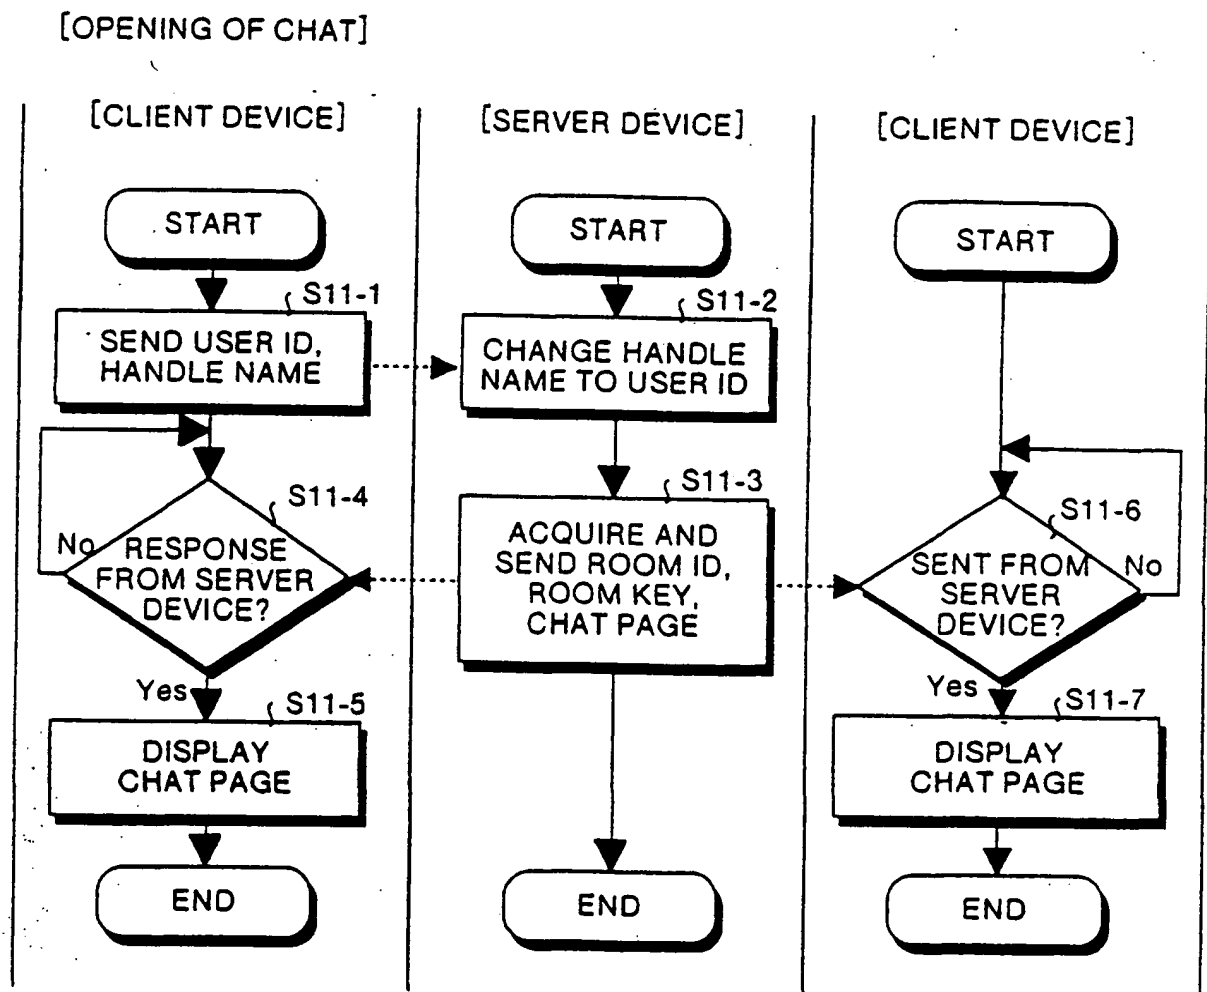 [OPENING OF CHAT]
[CLIENT DEVICE]
START
S11-1
SEND USER ID,
HANDLE NAME
S11-4
No
RESPONSE
FROM SERVER
DEVICE?
Yes
S11-5
DISPLAY
CHAT PAGE
END
[SERVER DEVICE]
START
S11-2
CHANGE HANDLE
NAME TO USER ID
S11-3
ACQUIRE AND
SEND ROOM ID,
ROOM KEY,
CHAT PAGE
END
[CLIENT DEVICE]
START
S11-6
No
SENT FROM
SERVER
DEVICE?
Yes
S11-7
DISPLAY
CHAT PAGE
END